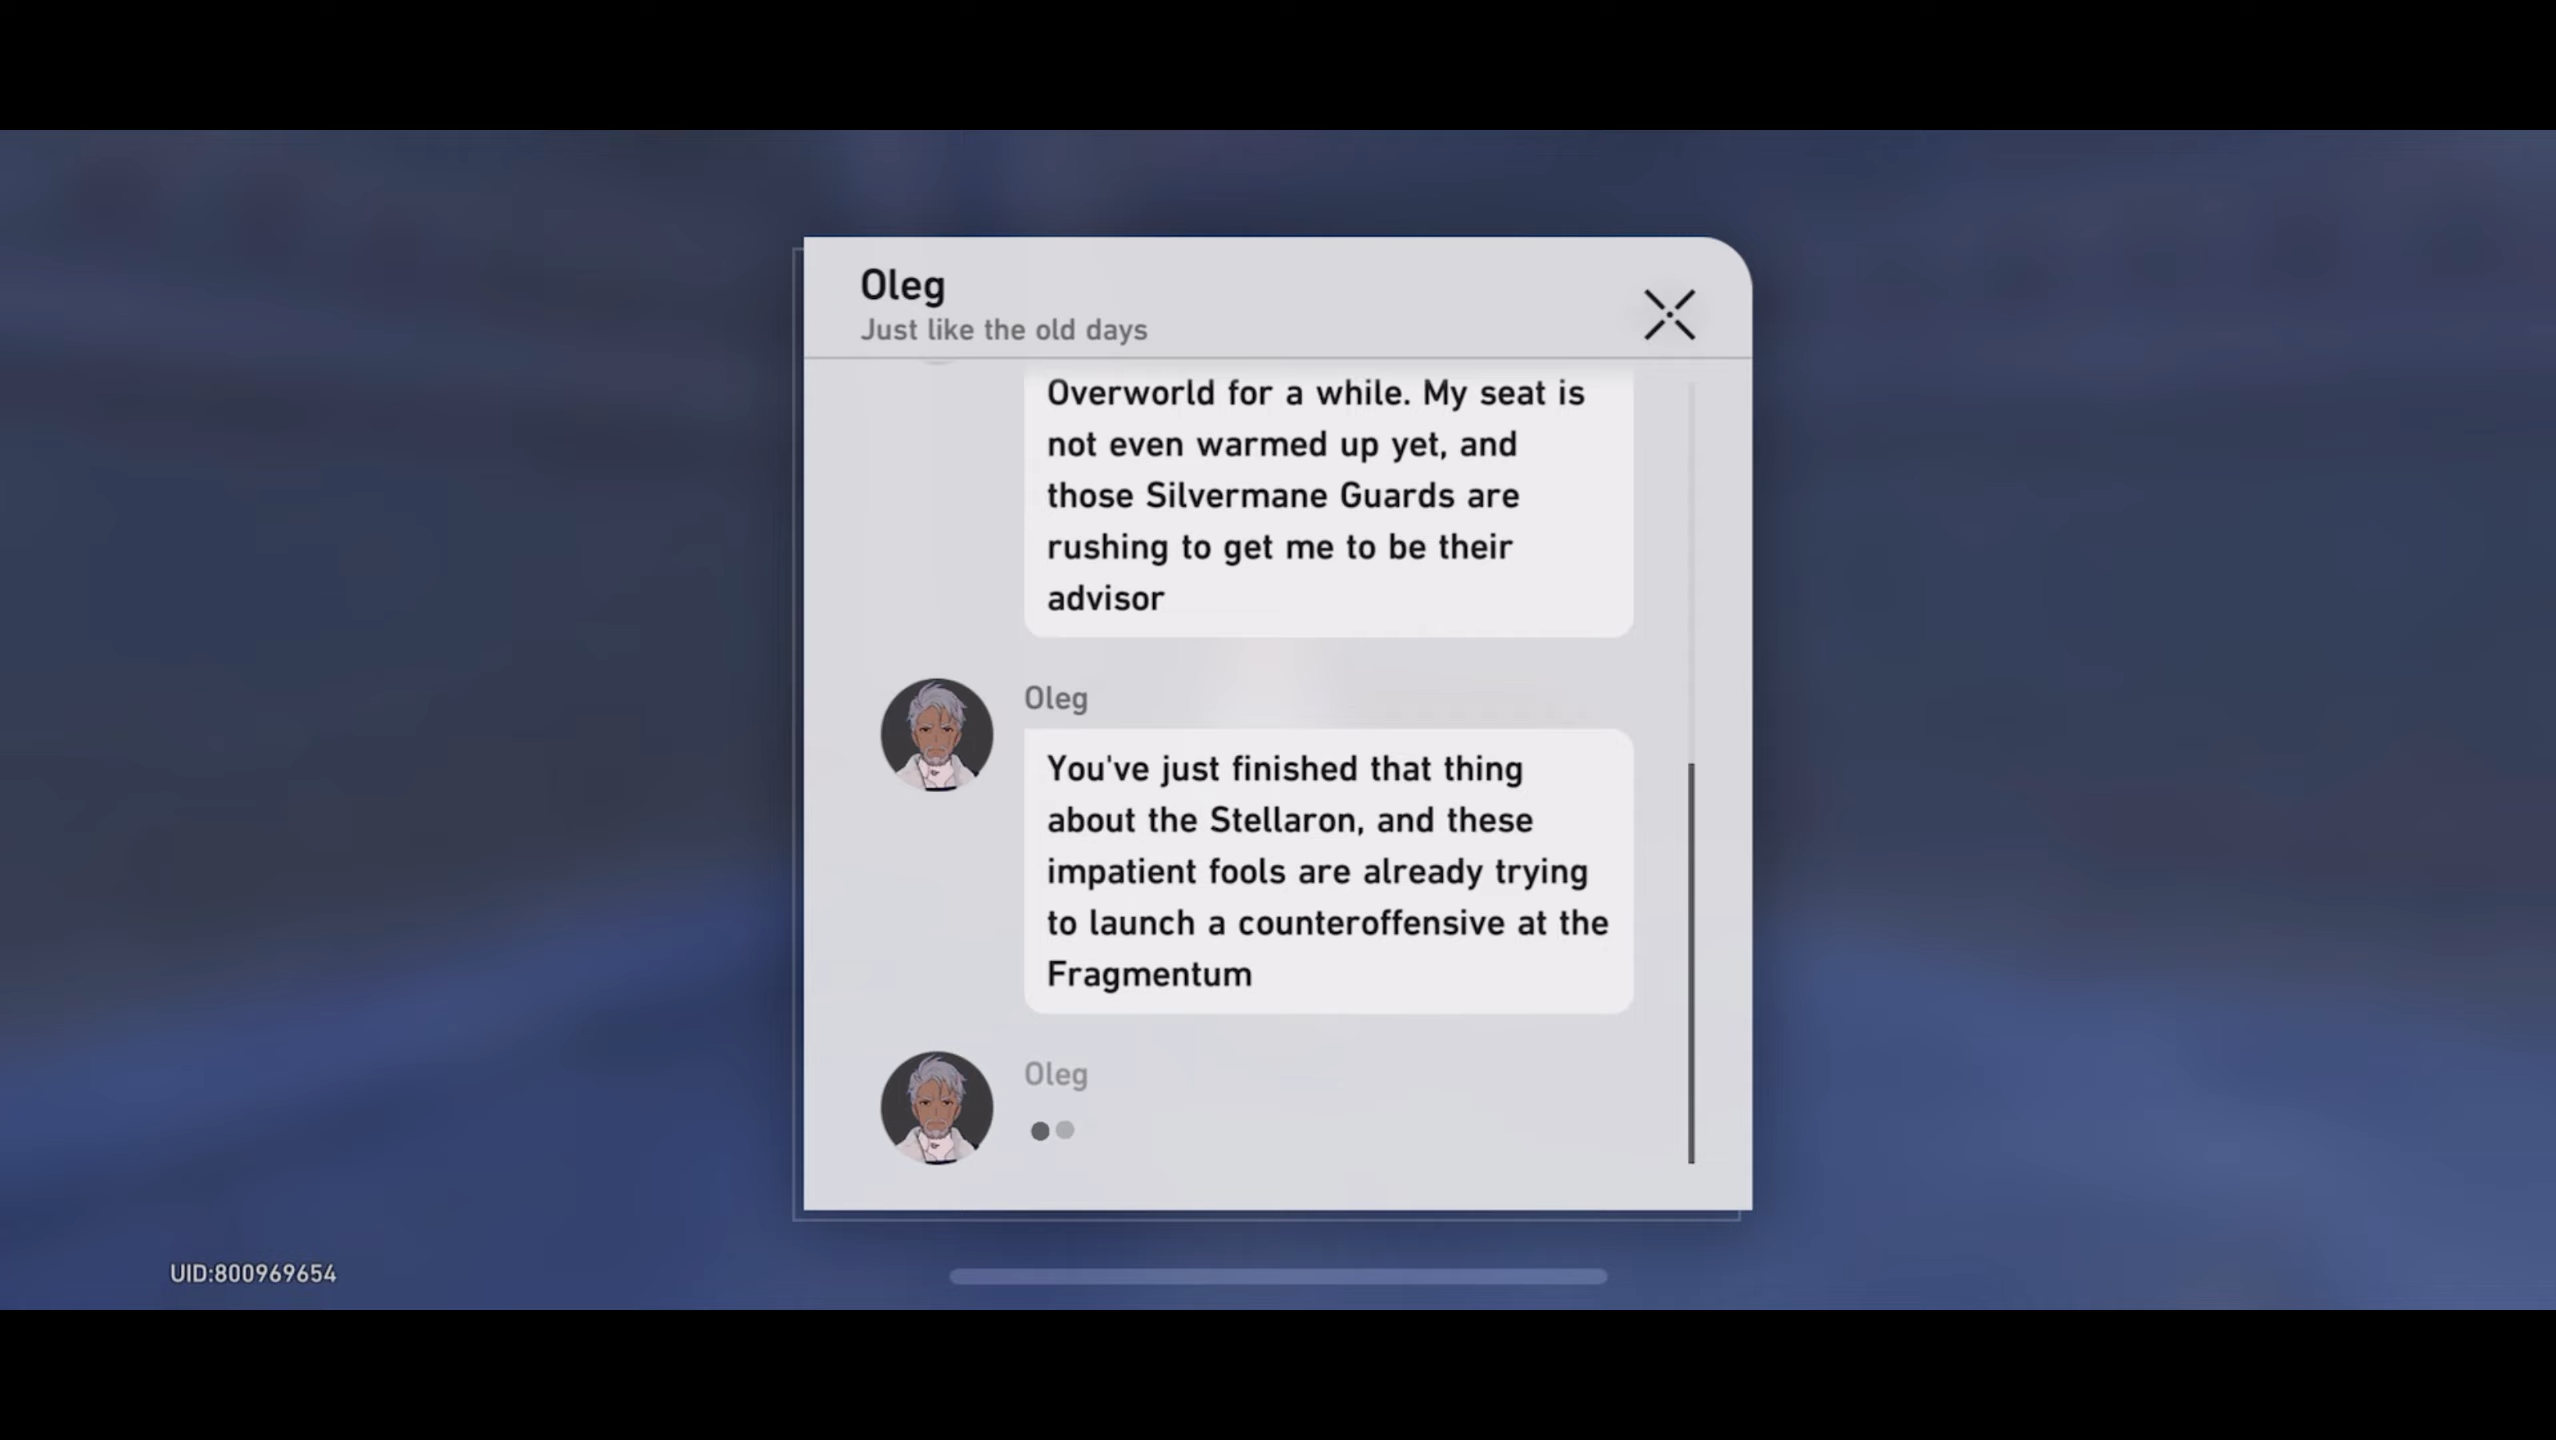 Oleg
Just like the old days
Overworld for a while. My seat is
not even warmed up yet, and
those Silvermane Guards are
rushing to get me to be their
advisor
Oleg
You've just finished that thing
about the Stellaron, and these
impatient fools are already trying
to launch a counteroffensive at the
Fragmentum
Oleg
UID:800969654